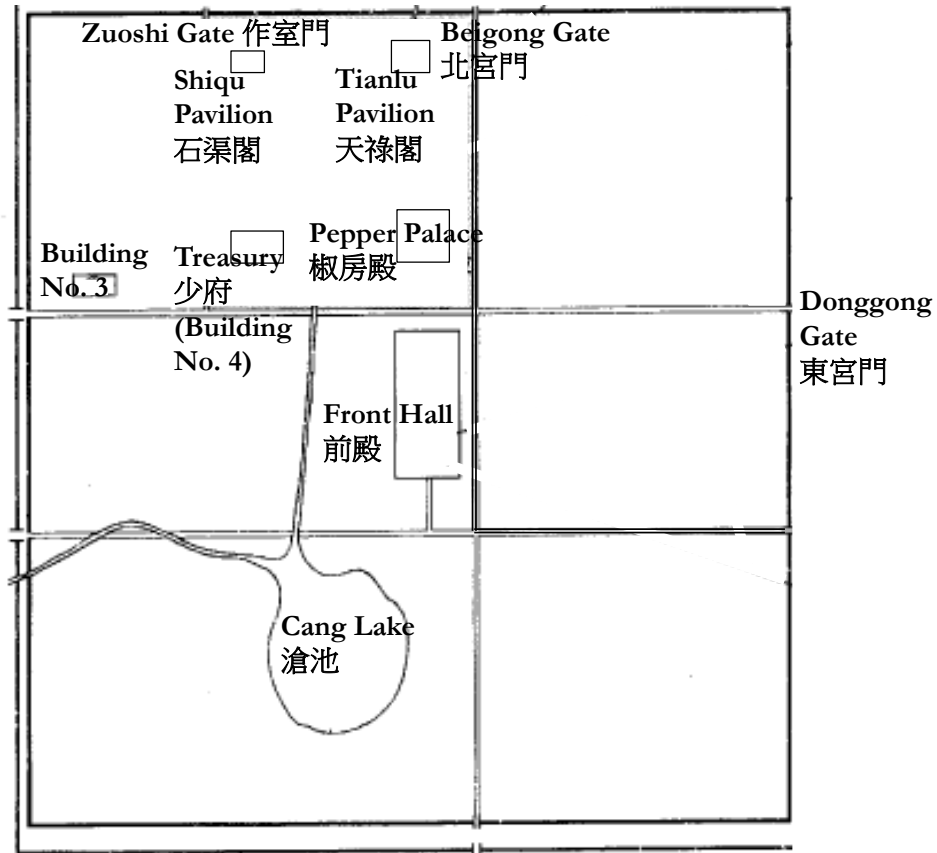 Zuoshi Gate 作室門
Beigong Gate
北宮門
Shiqu
Pavilion
石渠閣
Tianlu
Pavilion
天祿閣
Building
No. 3
Treasury
少府
(Building
No. 4)
Pepper Palace
椒房殿
Donggong
Gate
東宮門
Front Hall
前殿
Cang Lake
滄池